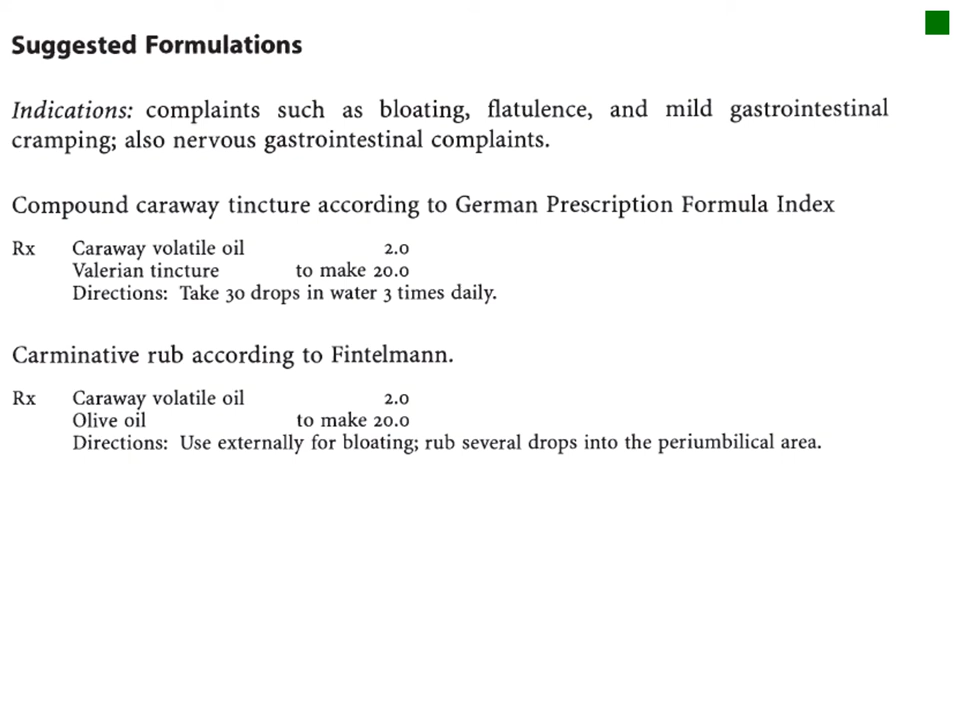 Suggested Formulations
Indications: complaints such as bloating, flatulence, and mild gastrointestinal
cramping; also nervous gastrointestinal complaints.
Compound caraway tincture according to German Prescription Formula Index
Rx Caraway volatile oil 2.0
Valerian tincture to make 20.0
Directions: Take 30 drops in water 3 times daily.
Carminative rub according to Fintelmann.
Rx Caraway volatile oil 2.0
Olive oil to make 20.0
Directions: Use externally for bloating; rub several drops into the periumbilical area.